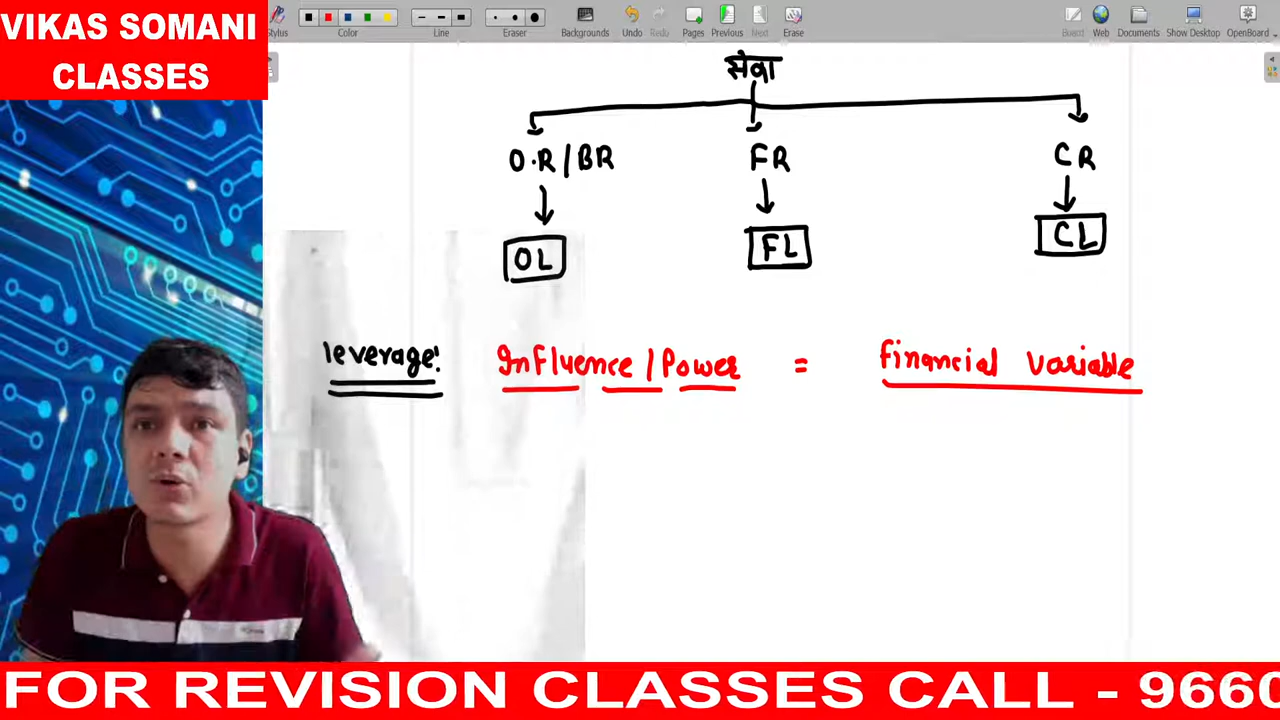 VIKAS SOMANI
CLASSES
Stylus
Color
Line
Eraser
Backgrounds
Undo
Redo
Pages
Previous
Next
Erase
Board
Web
Documents
Show Desktop
OpenBoard
सेवा
O.R/BR
FR
CR
OL
FL
CL
leverage:
Influence/Power = Financial variable
FOR REVISION CLASSES CALL - 9660